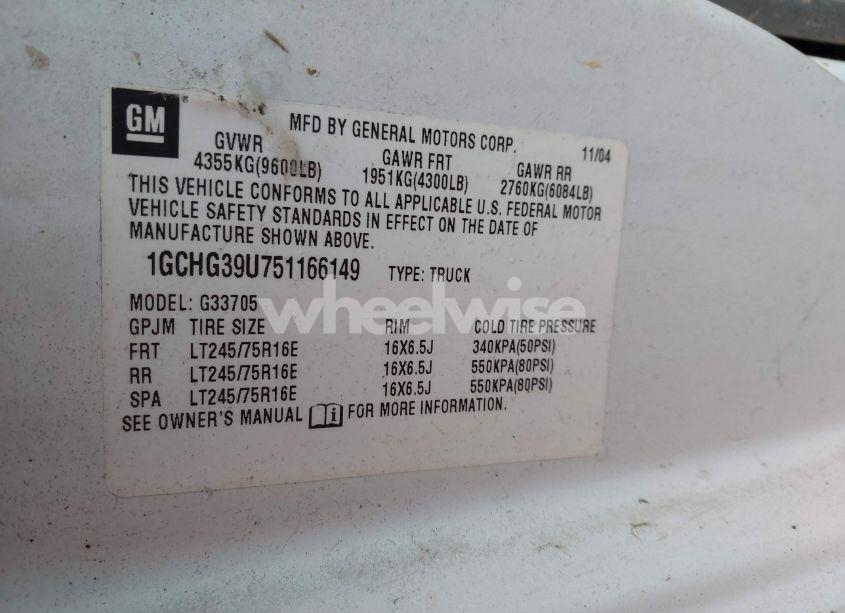 GM
MFD BY GENERAL MOTORS CORP. 11/04
GVWR GAWR FRT GAWR RR
4355KG(9600LB) 1951KG(4300LB) 2760KG(6084LB)
THIS VEHICLE CONFORMS TO ALL APPLICABLE U.S. FEDERAL MOTOR
VEHICLE SAFETY STANDARDS IN EFFECT ON THE DATE OF
MANUFACTURE SHOWN ABOVE.
1GCHG39U751166149 TYPE: TRUCK
MODEL: G33705
wheelwise
GPJM TIRE SIZE RIM COLD TIRE PRESSURE
FRT LT245/75R16E 16X6.5J 340KPA(50PSI)
RR LT245/75R16E 16X6.5J 550KPA(80PSI)
SPA LT245/75R16E 16X6.5J 550KPA(80PSI)
SEE OWNER'S MANUAL FOR MORE INFORMATION.